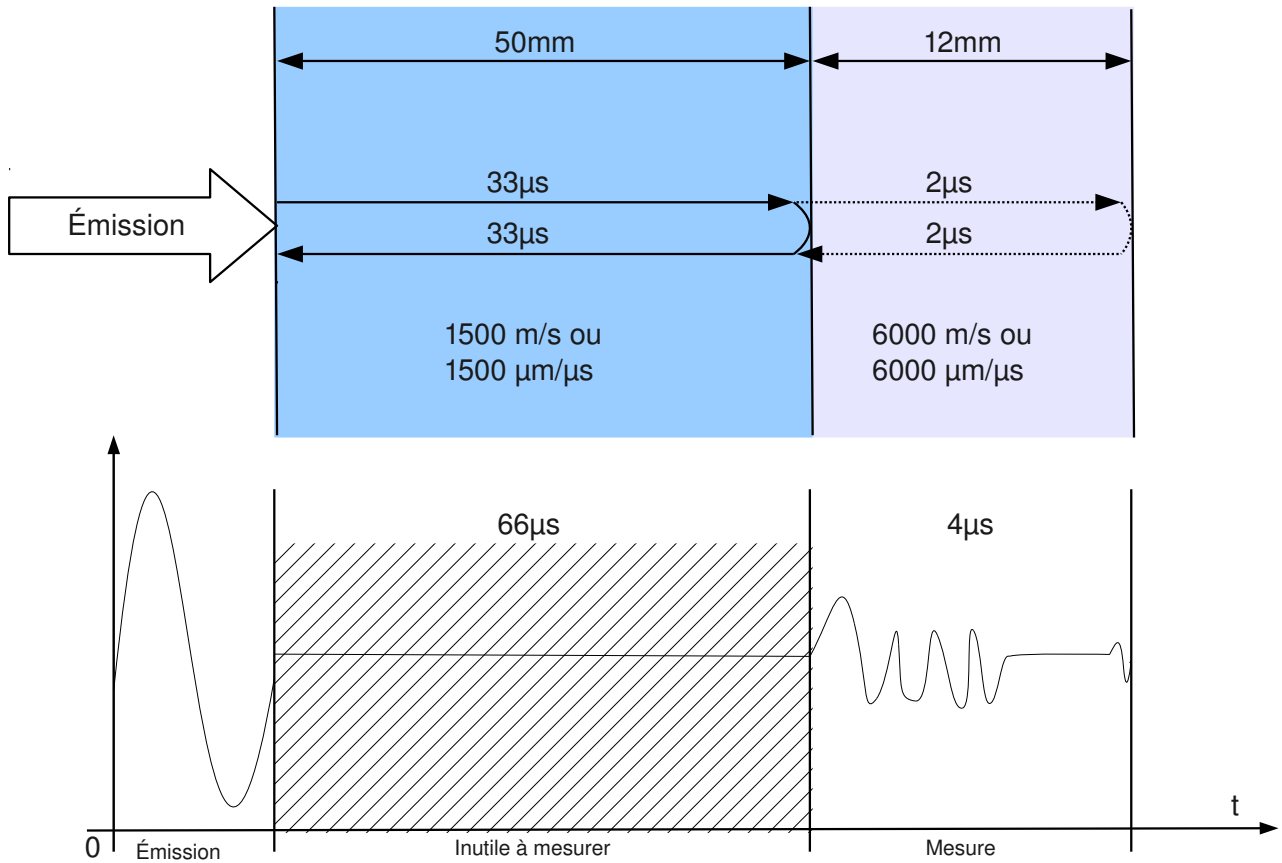 50mm
12mm
33µs
2µs
Émission
33µs
2µs
1500 m/s ou
1500 µm/µs
6000 m/s ou
6000 µm/µs
66µs
4µs
t
0
Émission
Inutile à mesurer
Mesure